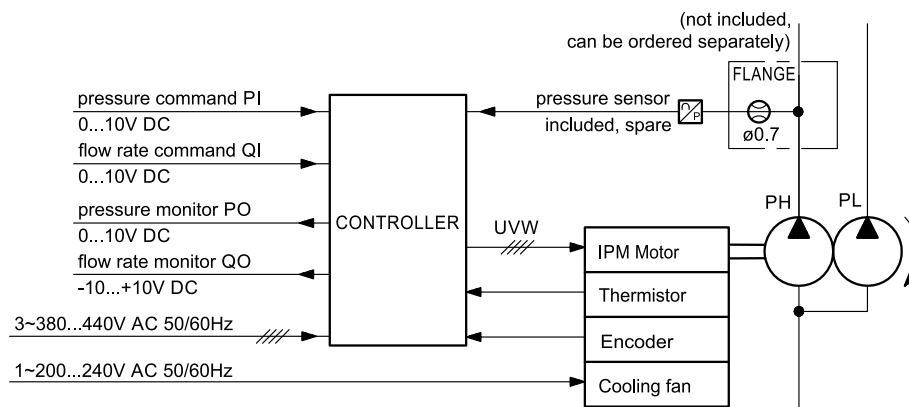 (not included,
can be ordered separately)
FLANGE
pressure command PI
0...10V DC
pressure sensor
included, spare
P
ø0.7
flow rate command QI
0...10V DC
pressure monitor PO
0...10V DC
CONTROLLER
UVW
PH
PL
flow rate monitor QO
-10...+10V DC
IPM Motor
Thermistor
3~380...440V AC 50/60Hz
Encoder
1~200...240V AC 50/60Hz
Cooling fan